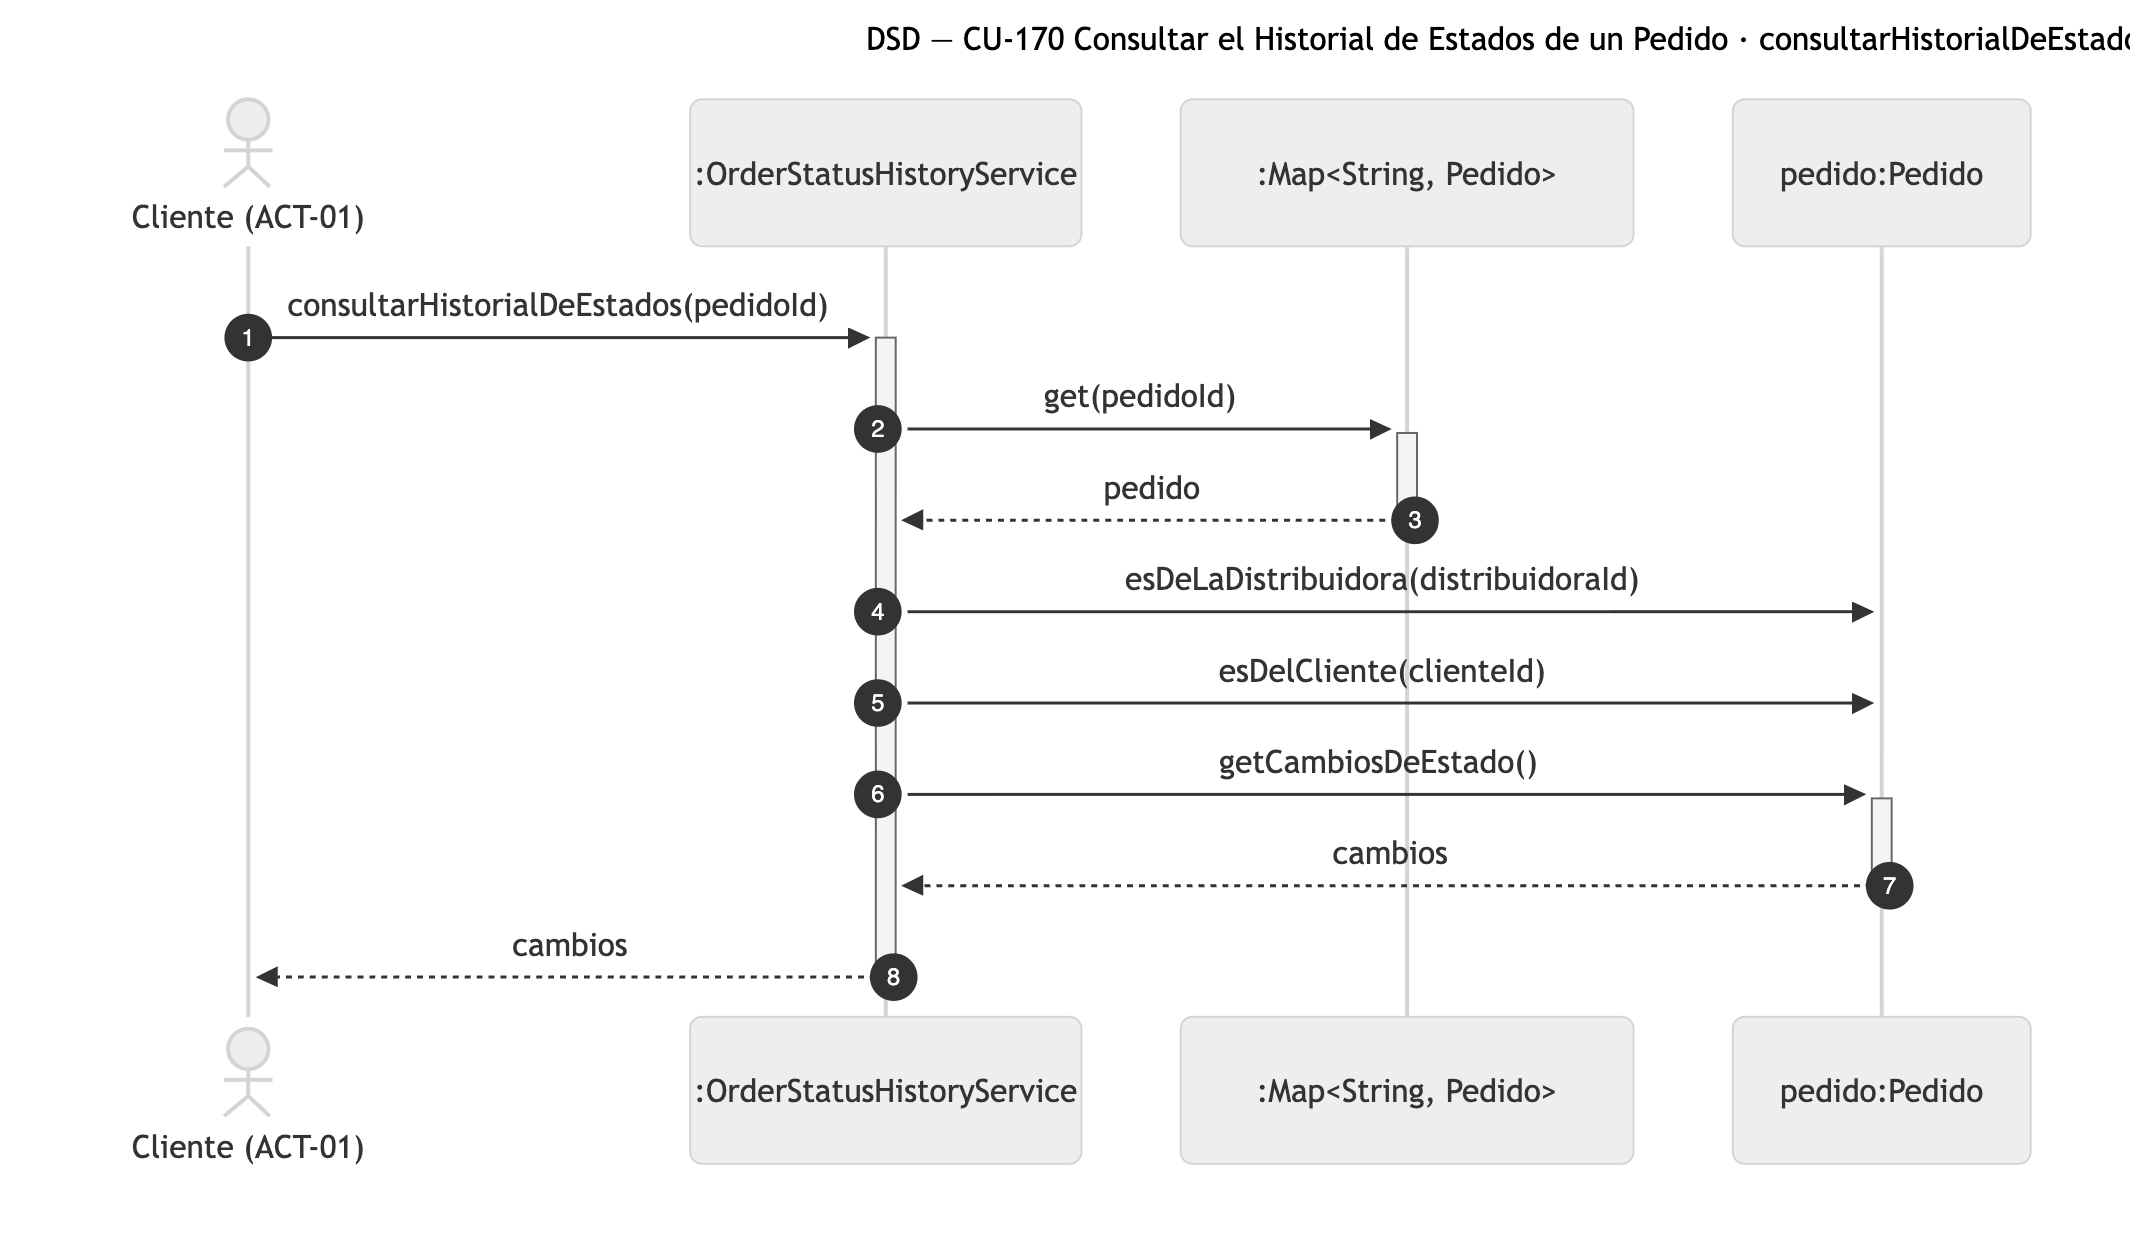 DSD — CU-170 Consultar el Historial de Estados de un Pedido · consultarHistorialDeEstado
Cliente (ACT-01)
:OrderStatusHistoryService
:Map<String, Pedido>
pedido:Pedido
consultarHistorialDeEstados(pedidoId)
1
get(pedidoId)
2
pedido
3
esDeLaDistribuidora(distribuidoraId)
4
esDelCliente(clienteId)
5
getCambiosDeEstado()
6
cambios
7
cambios
8
Cliente (ACT-01)
:OrderStatusHistoryService
:Map<String, Pedido>
pedido:Pedido